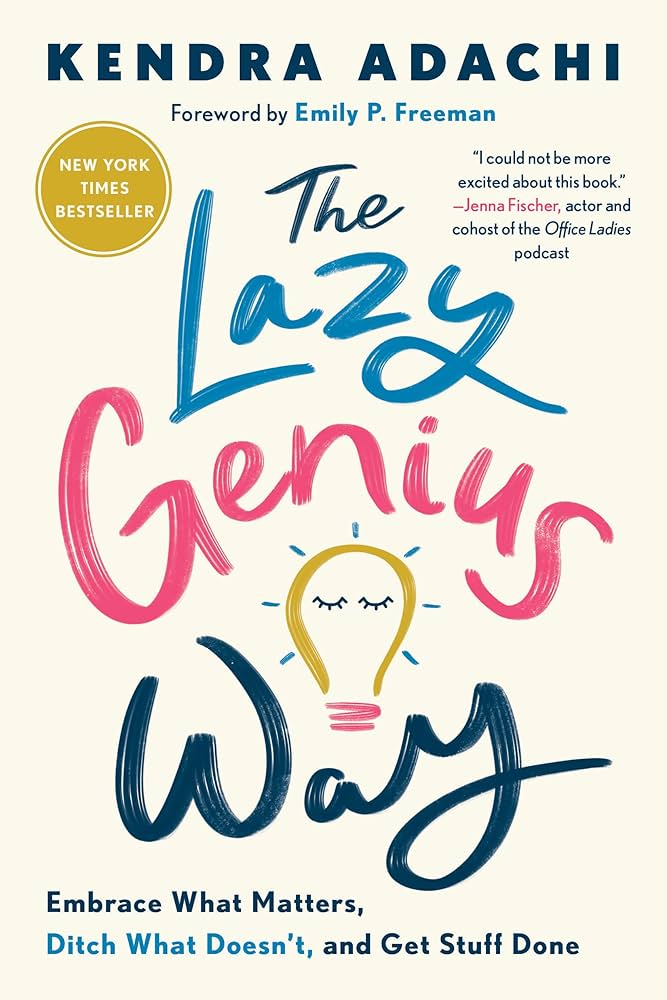 KENDRA ADACHI
Foreword by Emily P. Freeman
NEW YORK
TIMES
BESTSELLER
“I could not be more
excited about this book.”
—Jenna Fischer, actor and
cohost of the Office Ladies
podcast
The
Lazy
Genius
Way
Embrace What Matters,
Ditch What Doesn’t, and Get Stuff Done